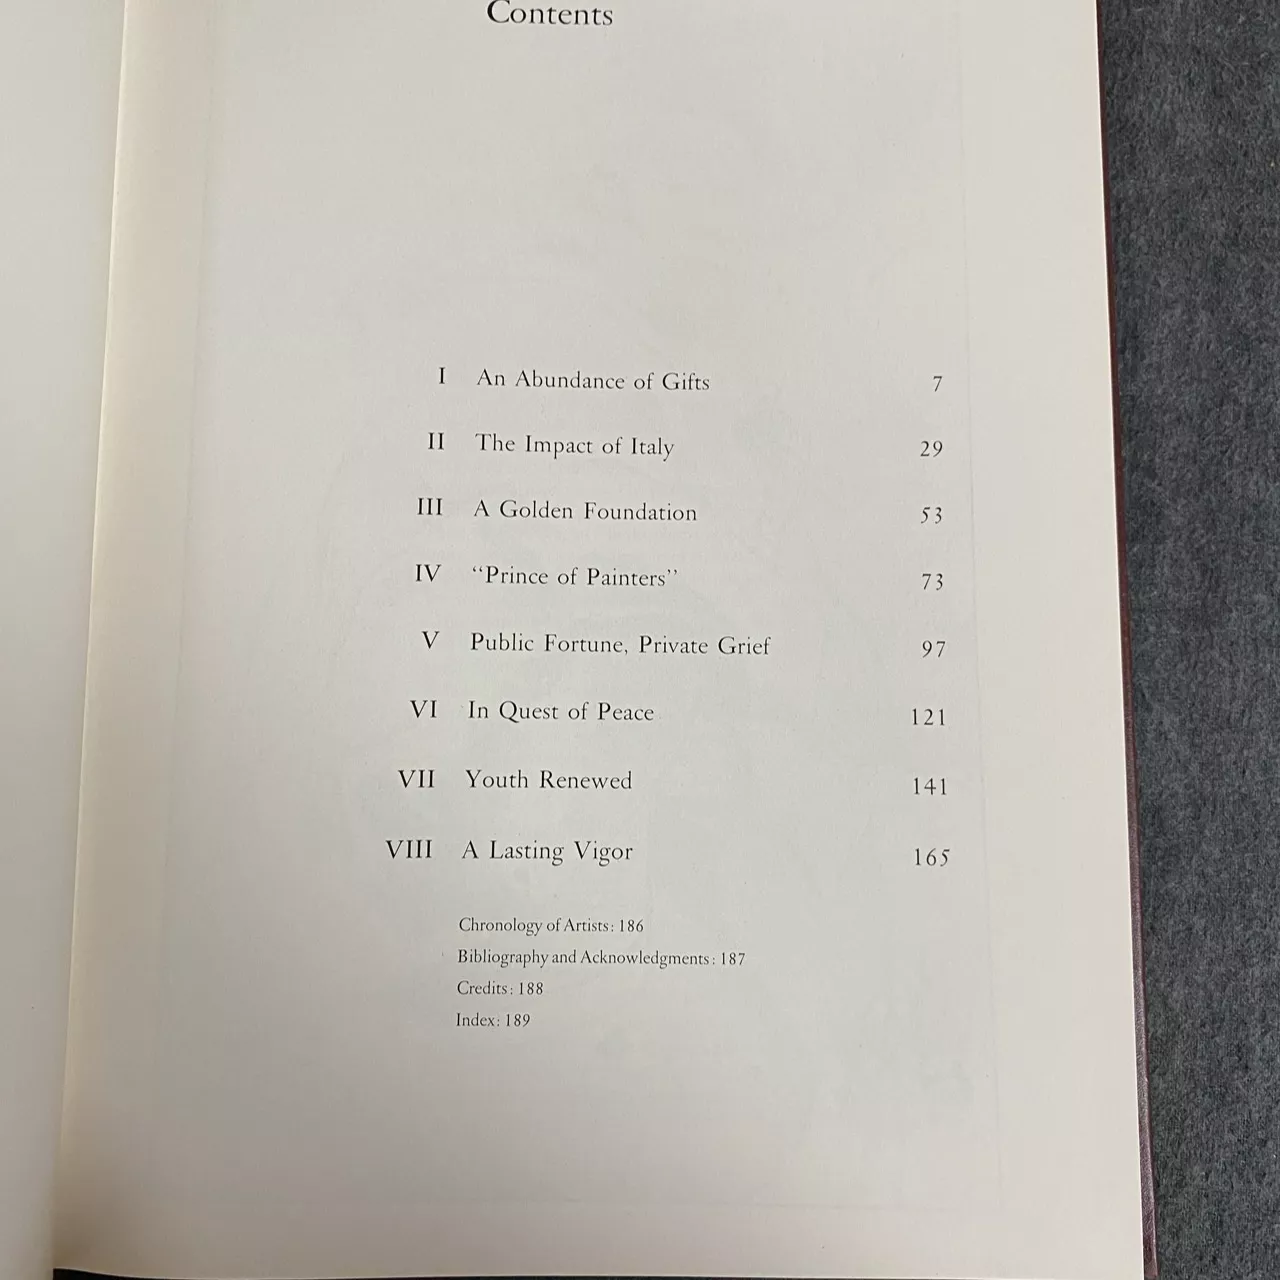 Contents
I An Abundance of Gifts 7
II The Impact of Italy 29
III A Golden Foundation 53
IV “Prince of Painters” 73
V Public Fortune, Private Grief 97
VI In Quest of Peace 121
VII Youth Renewed 141
VIII A Lasting Vigor 165
Chronology of Artists: 186
Bibliography and Acknowledgments: 187
Credits: 188
Index: 189